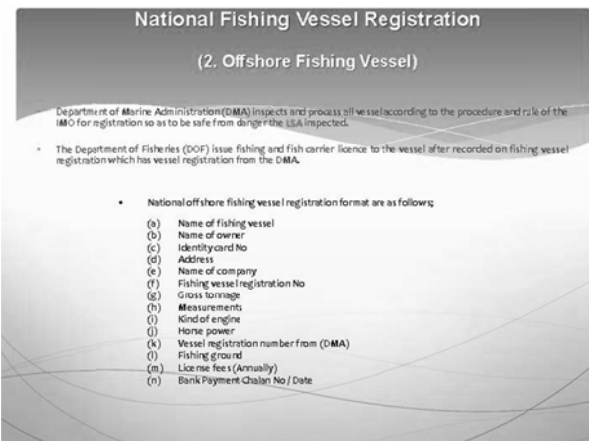 National Fishing Vessel Registration
(2. Offshore Fishing Vessel)
Department of Marine Administration (DMA) inspects and process all vessel according to the procedure and rule of the
IMO for registration so as to be safe from danger the LSA inspected.
• The Department of Fisheries (DOF) issue fishing and fish carrier licence to the vessel after recorded on fishing vessel
registration which has vessel registration from the DMA.
• National offshore fishing vessel registration format are as follows;
(a) Name of fishing vessel
(b) Name of owner
(c) Identity card No
(d) Address
(e) Name of company
(f) Fishing vessel registration No
(g) Gross tonnage
(h) Measurements
(i) Kind of engine
(j) Horse power
(k) Vessel registration number from (DMA)
(l) Fishing ground
(m) License fees (Annually)
(n) Bank Payment Chalan No / Date